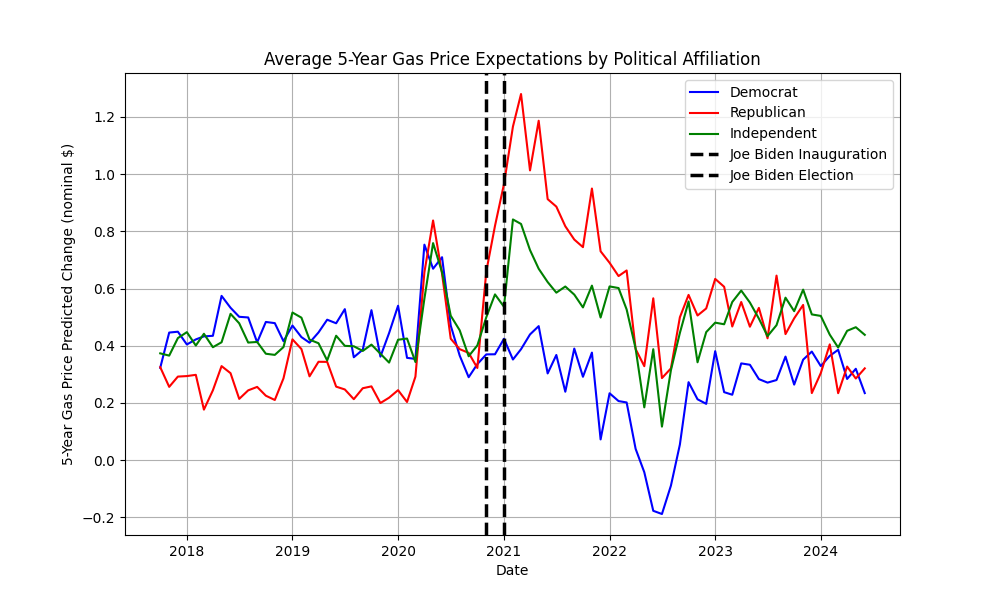 Average 5-Year Gas Price Expectations by Political Affiliation
Democrat
Republican
Independent
Joe Biden Inauguration
Joe Biden Election
5-Year Gas Price Predicted Change (nominal $)
1.2
1.0
0.8
0.6
0.4
0.2
0.0
−0.2
2018 2019 2020 2021 2022 2023 2024
Date